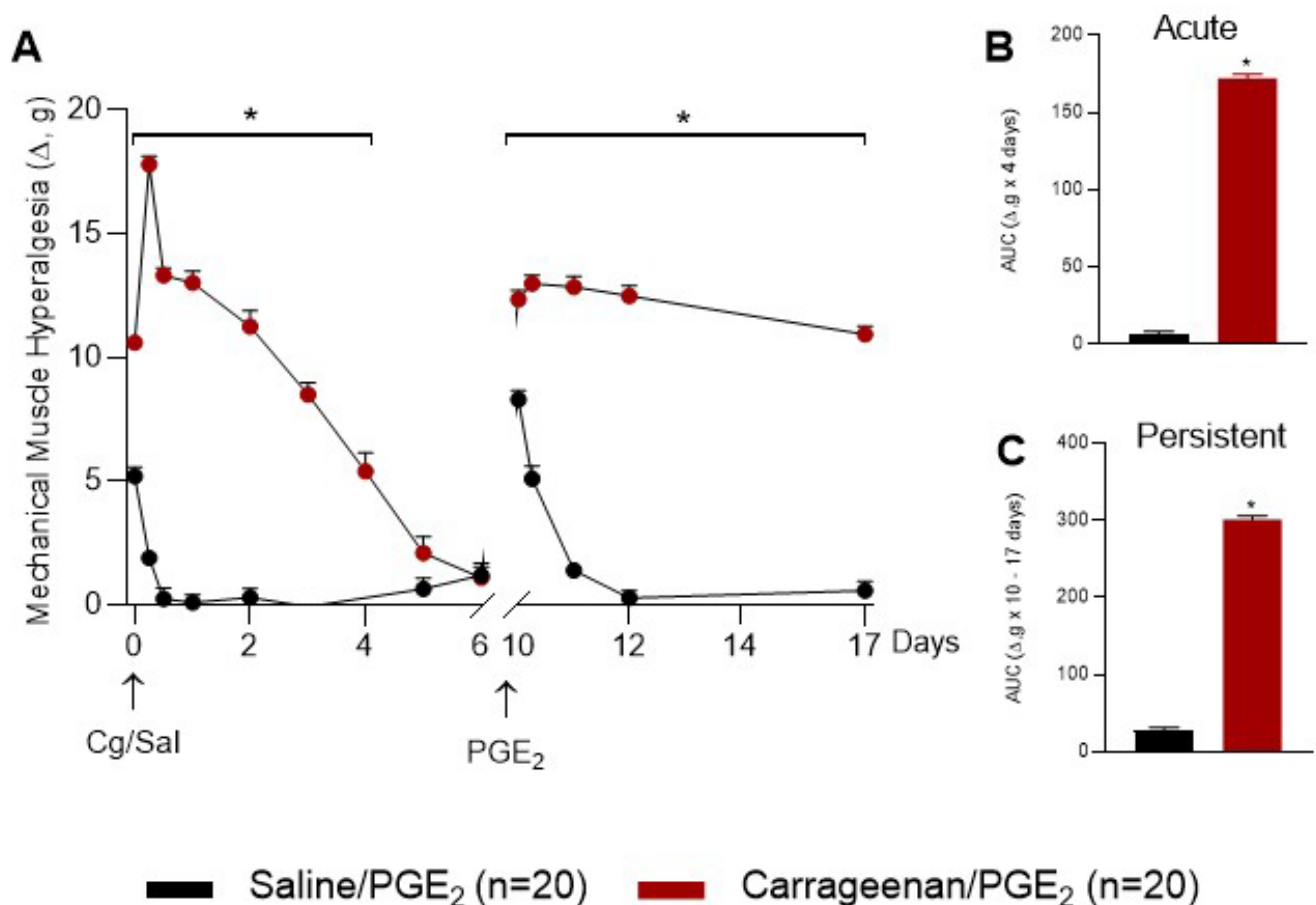 A
Mechanical Muscle Hyperalgesia (Δ, g)
20
15
10
5
0
*
*
0 2 4 6 10 12 14 17 Days
Cg/Sal
PGE₂
B
Acute
AUC (Δ,g x 4 days)
200
150
100
50
0
*
C
Persistent
AUC (Δ,g x 10 - 17 days)
400
300
200
100
0
*
Saline/PGE₂ (n=20) Carrageenan/PGE₂ (n=20)